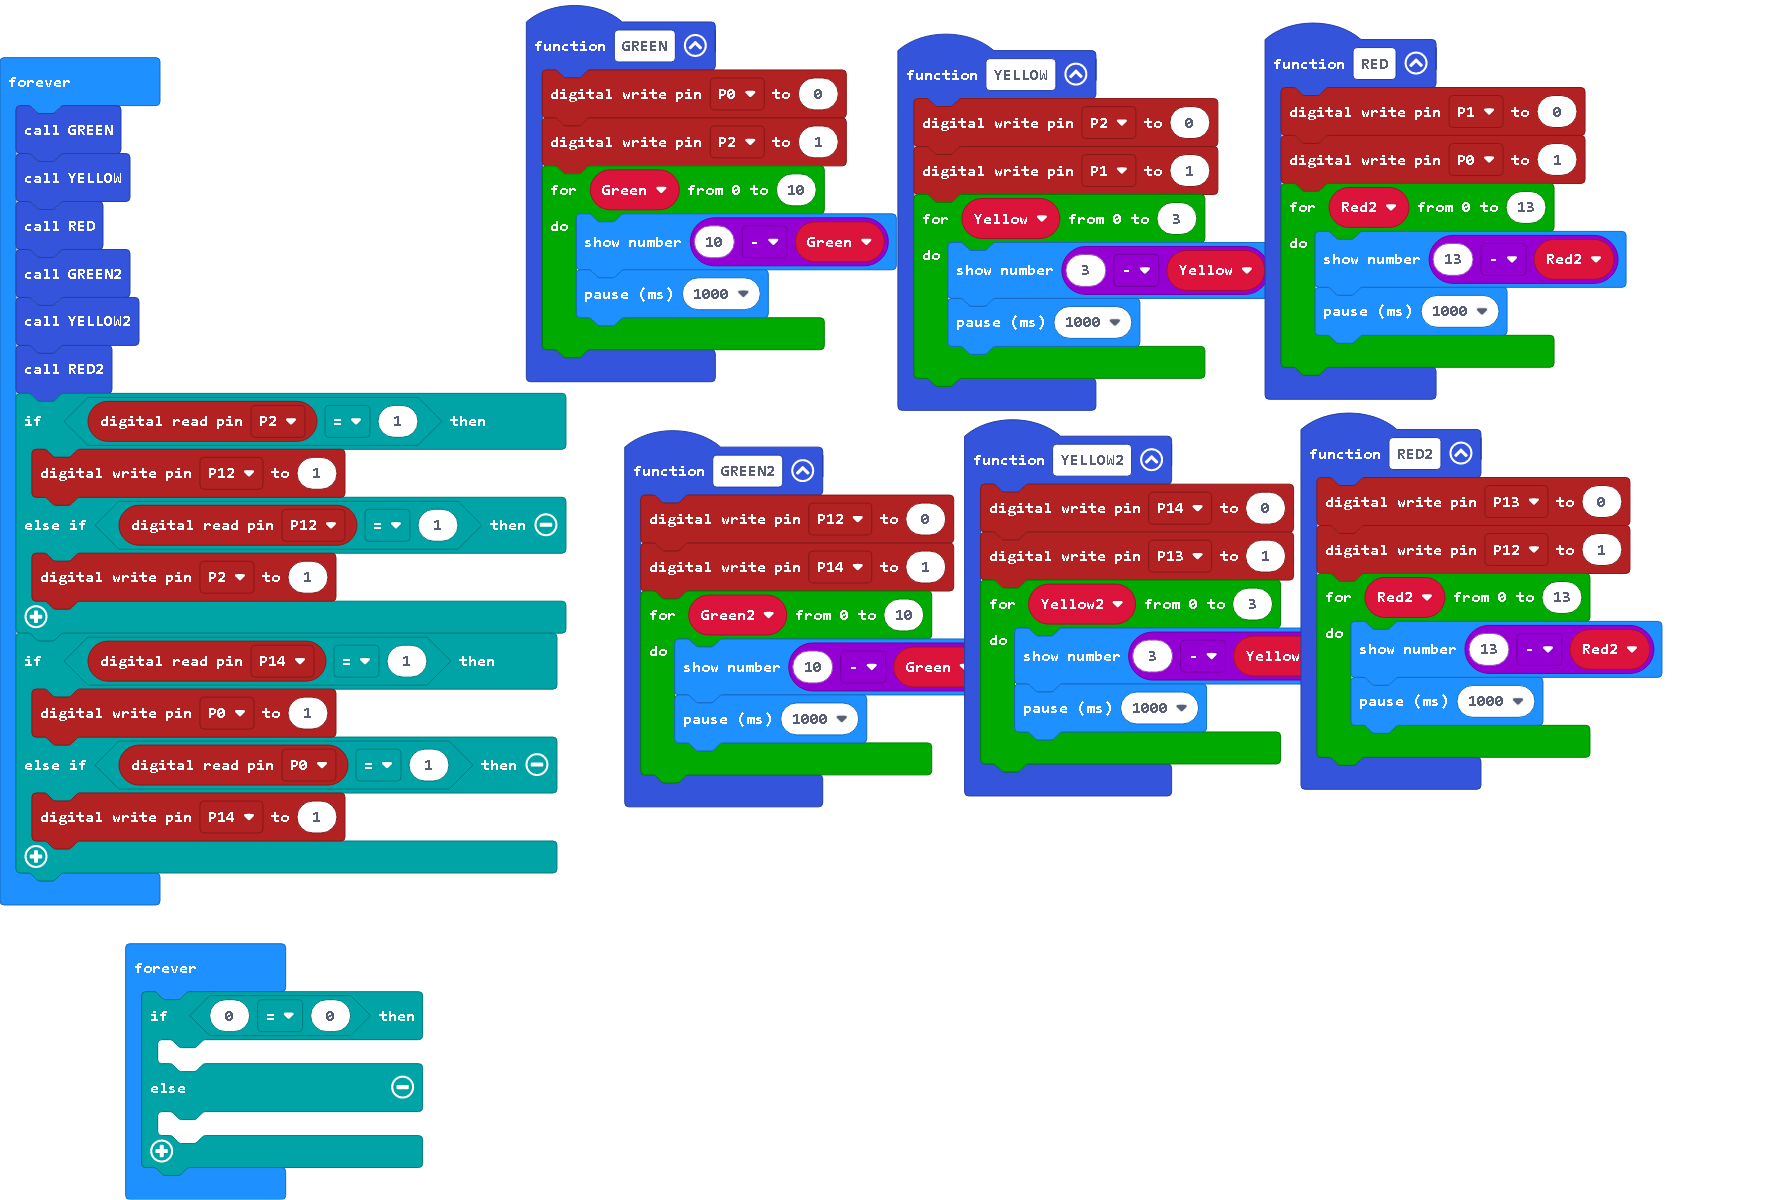 forever
call GREEN
call YELLOW
call RED
call GREEN2
call YELLOW2
call RED2
if digital read pin P2 = 1 then
digital write pin P12 to 1
else if digital read pin P12 = 1 then
digital write pin P2 to 1
if digital read pin P14 = 1 then
digital write pin P0 to 1
else if digital read pin P0 = 1 then
digital write pin P14 to 1
function GREEN
digital write pin P0 to 0
digital write pin P2 to 1
for Green from 0 to 10
do
show number 10 - Green
pause (ms) 1000
function YELLOW
digital write pin P2 to 0
digital write pin P1 to 1
for Yellow from 0 to 3
do
show number 3 - Yellow
pause (ms) 1000
function RED
digital write pin P1 to 0
digital write pin P0 to 1
for Red2 from 0 to 13
do
show number 13 - Red2
pause (ms) 1000
function GREEN2
digital write pin P12 to 0
digital write pin P14 to 1
for Green2 from 0 to 10
do
show number 10 - Green
pause (ms) 1000
function YELLOW2
digital write pin P14 to 0
digital write pin P13 to 1
for Yellow2 from 0 to 3
do
show number 3 - Yellow
pause (ms) 1000
function RED2
digital write pin P13 to 0
digital write pin P12 to 1
for Red2 from 0 to 13
do
show number 13 - Red2
pause (ms) 1000
forever
if 0 = 0 then
else